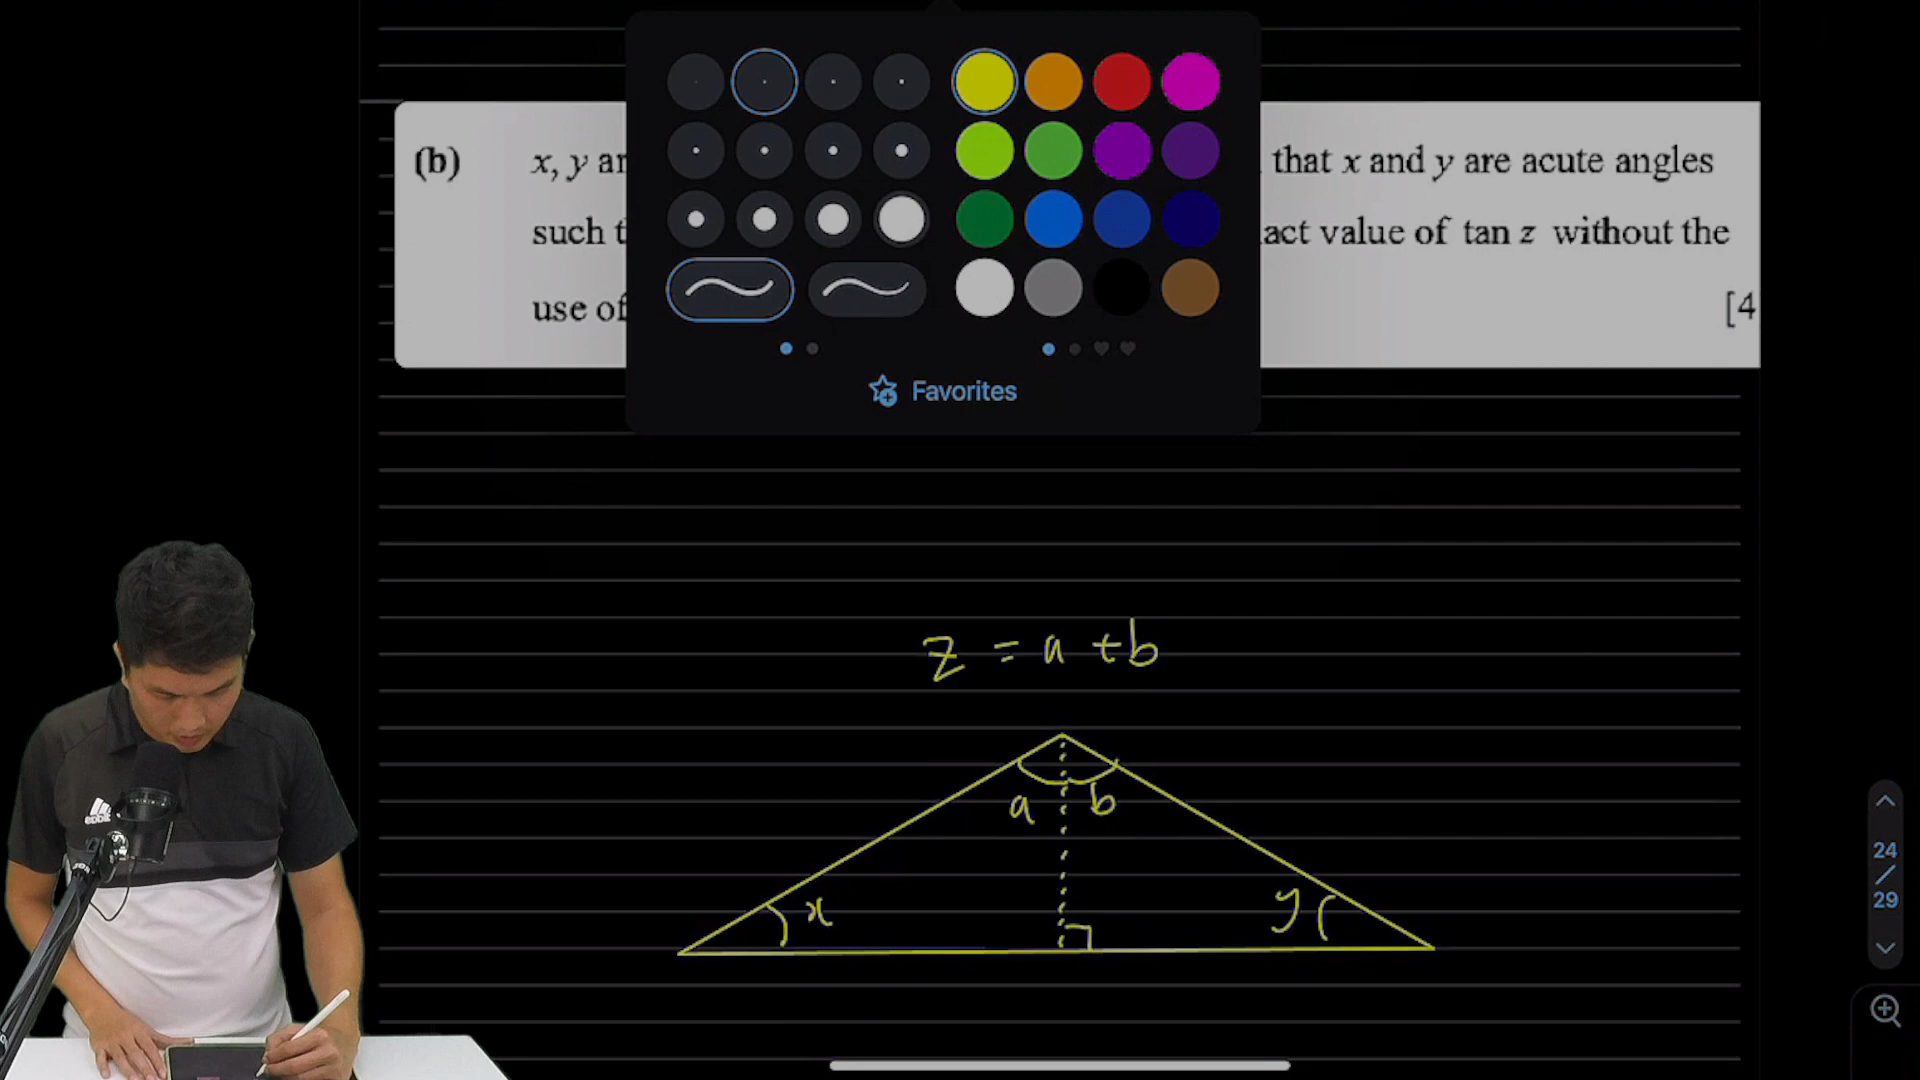 (b) x, y ar that x and y are acute angles
such t act value of tan z without the
use of [4
Favorites
z = a + b
a b
x y
24
/
29